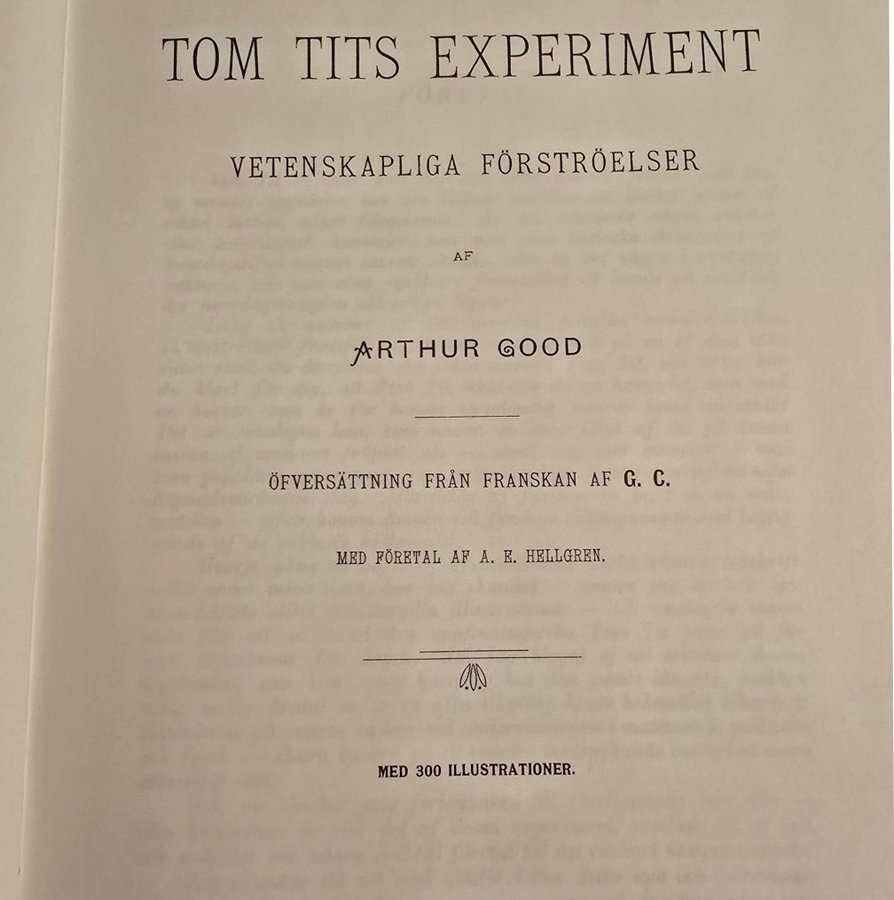 TOM TITS EXPERIMENT
VETENSKAPLIGA FÖRSTRÖELSER
AF
ARTHUR GOOD
ÖFVERSÄTTNING FRÅN FRANSKAN AF G. C.
MED FÖRETAL AF A. E. HELLGREN.
MED 300 ILLUSTRATIONER.